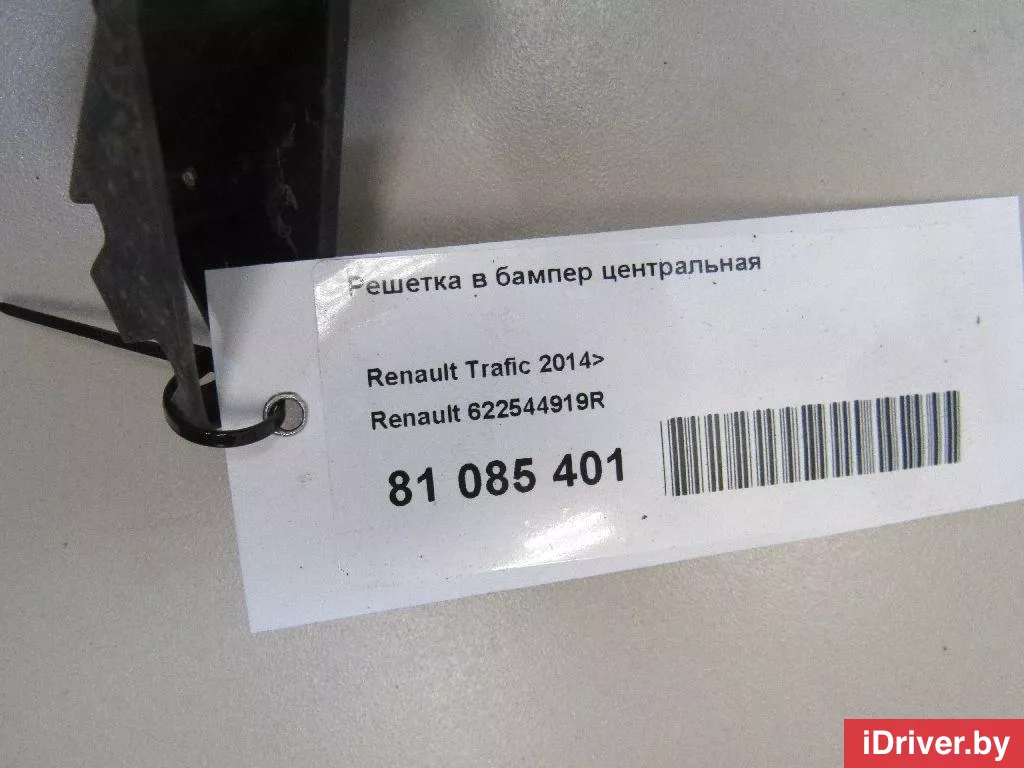 Решетка в бампер центральная
Renault Trafic 2014>
Renault 622544919R
81 085 401
iDriver.by